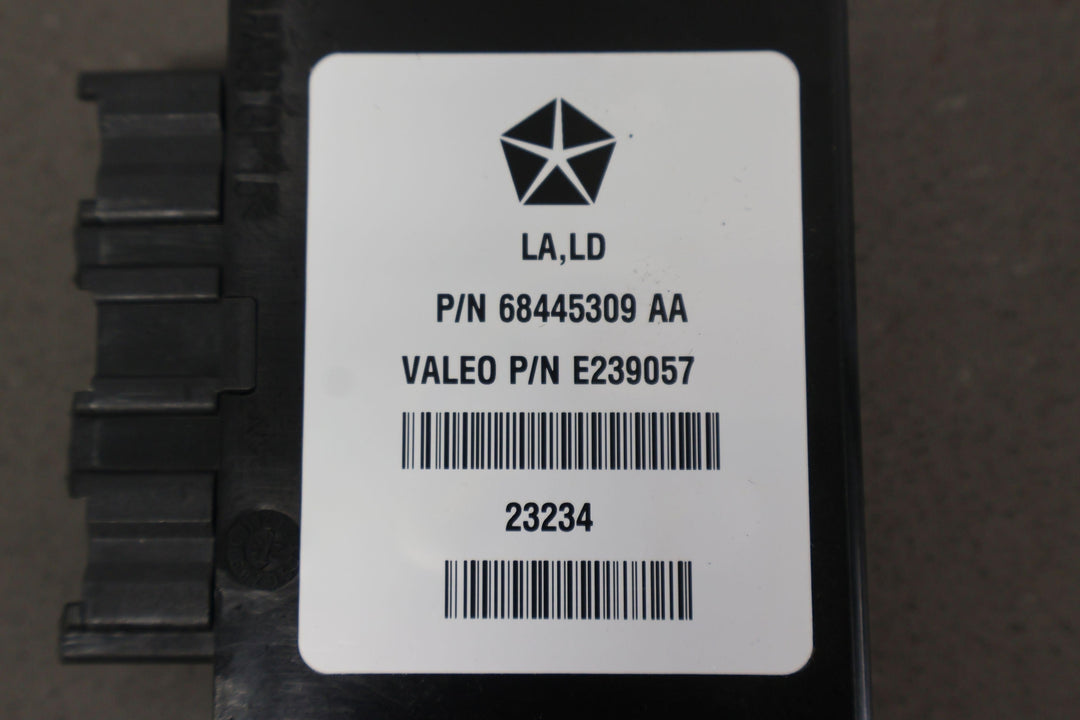 LA,LD
P/N 68445309 AA
VALEO P/N E239057
23234